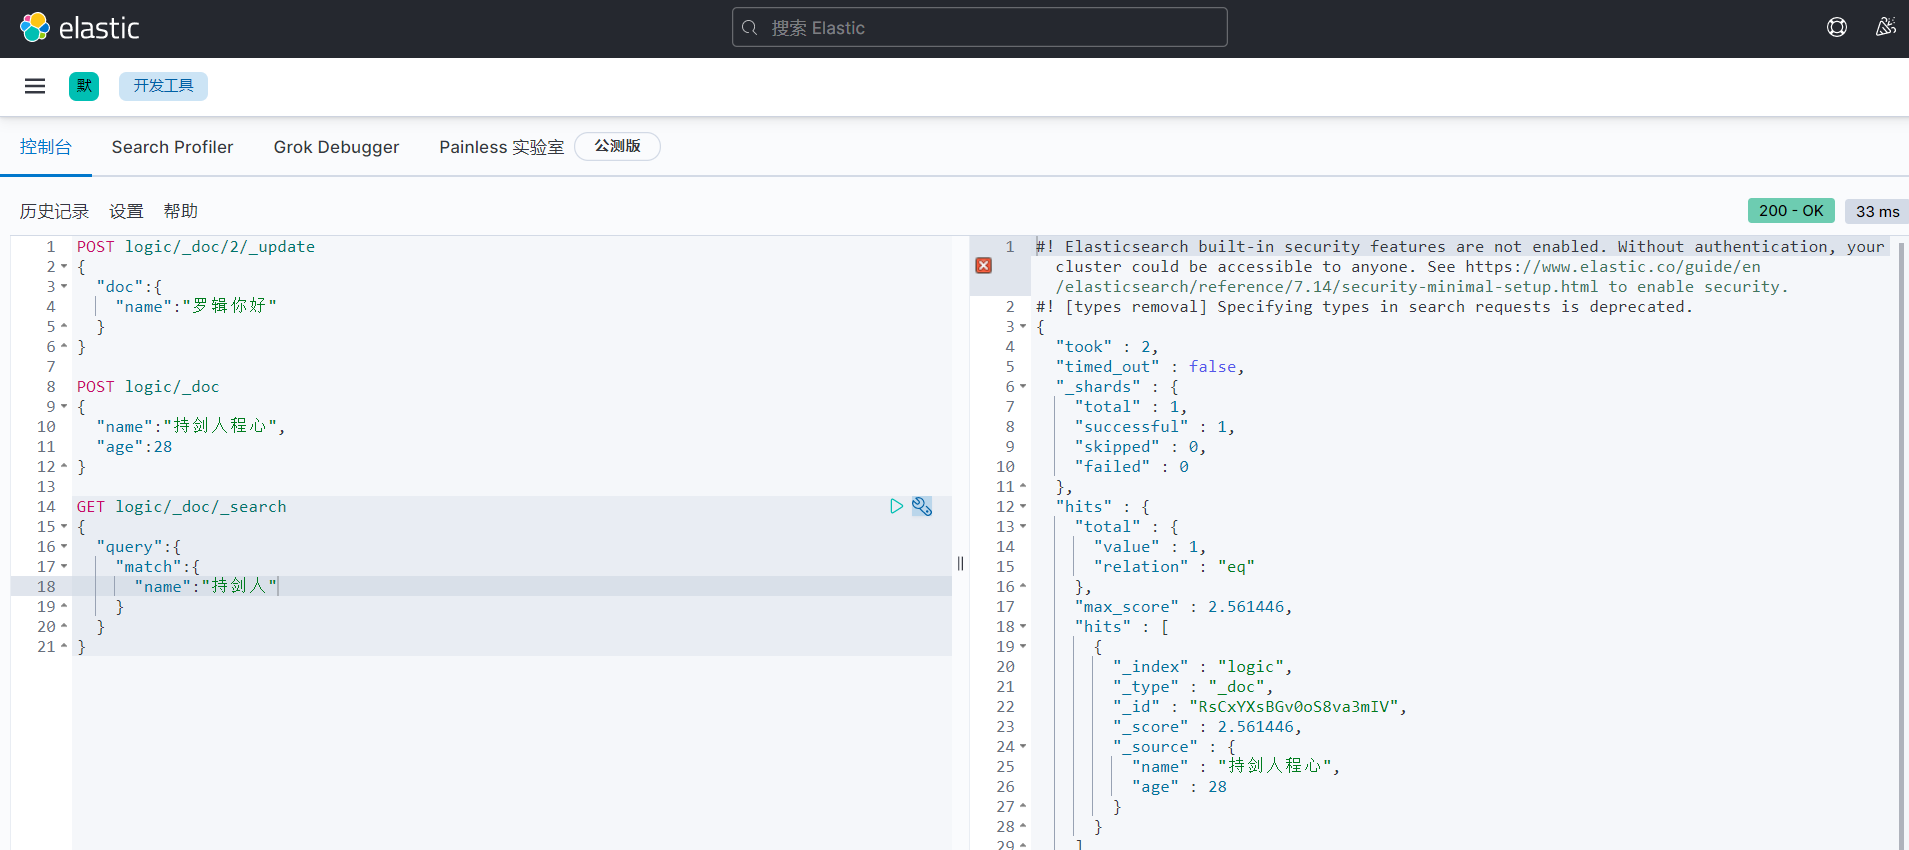 elastic
搜索 Elastic
默 开发工具
控制台 Search Profiler Grok Debugger Painless 实验室 公测版
历史记录 设置 帮助
200 - OK 33 ms
1 POST logic/_doc/2/_update
2 {
3 "doc":{
4 "name":"罗辑你好"
5 }
6 }
7
8 POST logic/_doc
9 {
10 "name":"持剑人程心",
11 "age":28
12 }
13
14 GET logic/_doc/_search
15 {
16 "query":{
17 "match":{
18 "name":"持剑人"
19 }
20 }
21 }
1 #! Elasticsearch built-in security features are not enabled. Without authentication, your
cluster could be accessible to anyone. See https://www.elastic.co/guide/en
/elasticsearch/reference/7.14/security-minimal-setup.html to enable security.
2 #! [types removal] Specifying types in search requests is deprecated.
3 {
4 "took" : 2,
5 "timed_out" : false,
6 "_shards" : {
7 "total" : 1,
8 "successful" : 1,
9 "skipped" : 0,
10 "failed" : 0
11 },
12 "hits" : {
13 "total" : {
14 "value" : 1,
15 "relation" : "eq"
16 },
17 "max_score" : 2.561446,
18 "hits" : [
19 {
20 "_index" : "logic",
21 "_type" : "_doc",
22 "_id" : "RsCxYXsBGv0oS8va3mIV",
23 "_score" : 2.561446,
24 "_source" : {
25 "name" : "持剑人程心",
26 "age" : 28
27 }
28 }
29 ]